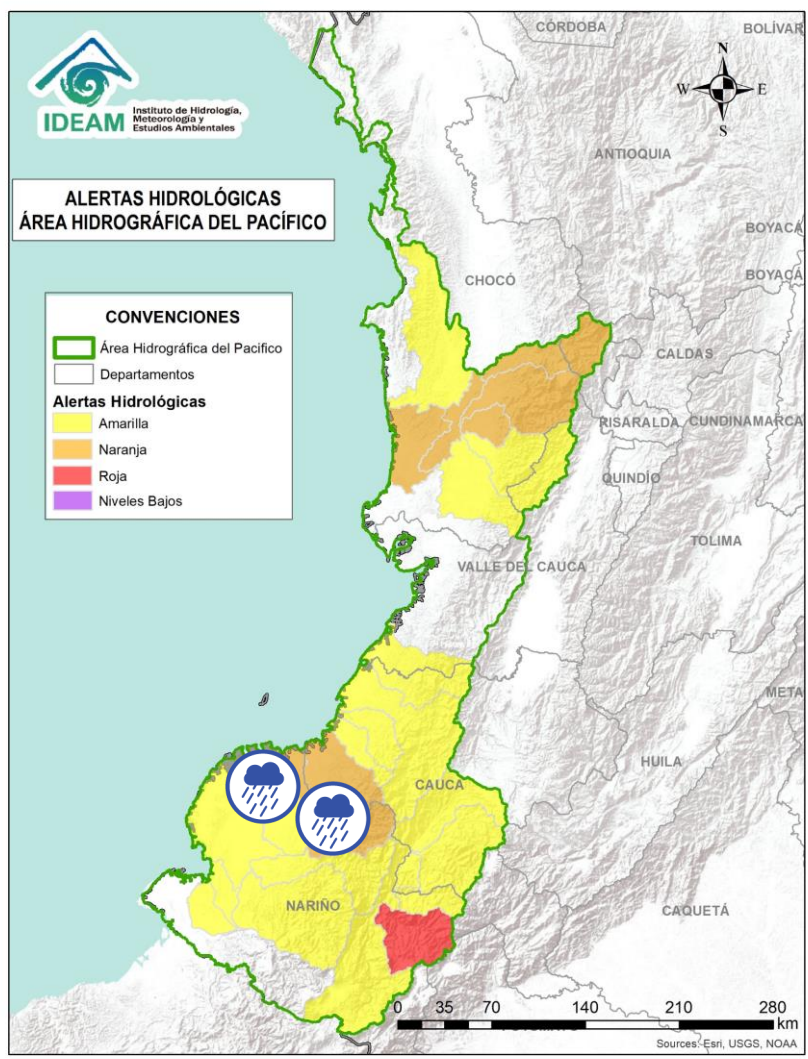 CÓRDOBA
BOLÍVAR
IDEAM
Instituto de Hidrología,
Meteorología y
Estudios Ambientales
N
W
E
S
ANTIOQUIA
ALERTAS HIDROLÓGICAS
ÁREA HIDROGRÁFICA DEL PACÍFICO
BOYACÁ
BOYACÁ
CHOCÓ
CONVENCIONES
Área Hidrográfica del Pacifico
Departamentos
Alertas Hidrológicas
Amarilla
Naranja
Roja
Niveles Bajos
CALDAS
RISARALDA
CUNDINAMARCA
QUINDÍO
TOLIMA
VALLE DEL CAUCA
META
HUILA
CAUCA
NARIÑO
CAQUETÁ
0 35 70 140 210 280
km
Sources: Esri, USGS, NOAA